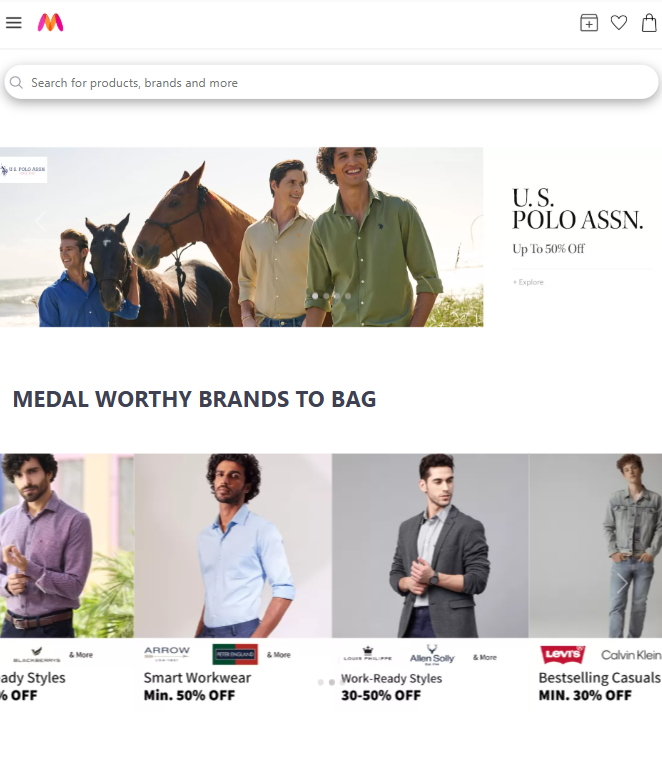 Search for products, brands and more
U.S. POLO ASSN.
U. S.
POLO ASSN.
Up To 50% Off
+ Explore
MEDAL WORTHY BRANDS TO BAG
BLACKBERRYS & More
ady Styles
% OFF
ARROW PETER ENGLAND & More
Smart Workwear
Min. 50% OFF
LOUIS PHILIPPE Allen Solly & More
Work-Ready Styles
30-50% OFF
Levi's Calvin Klein
Bestselling Casuals
MIN. 30% OFF